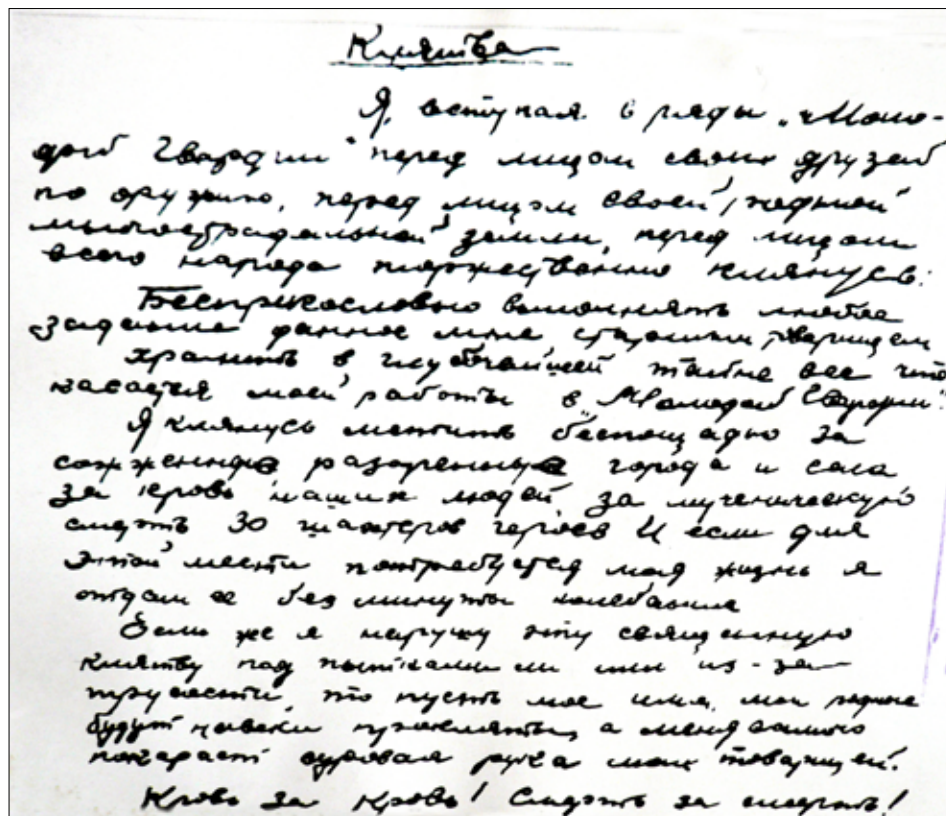 Клятва
Я, вступая в ряды „Моло-
дой Гвардии" перед лицом своих друзей
по оружию, перед лицом своей, родной
многострадальной земли, перед лицом
всего народа торжественно клянусь:
Беспрекословно выполнять любое
задание данное мне, старшим товарищем
хранить в глубочайшей тайне все что
касается моей работы в „Молодой Гвардии".
Я клянусь мстить беспощадно за
сожженные разоренные города и села
за кровь наших людей, за мученическую
смерть 30 шахтеров героев И если для
этой мести потребуется моя жизнь я
отдам ее без минуты колебания
Если же я нарушу эту священную
клятву под пытками ли или из-за
трусости, то пусть мое имя, мои родные
будут навеки прокляты, а меня самого
покарает суровая рука моих товарищей.
Кровь за кровь! Смерть за смерть!